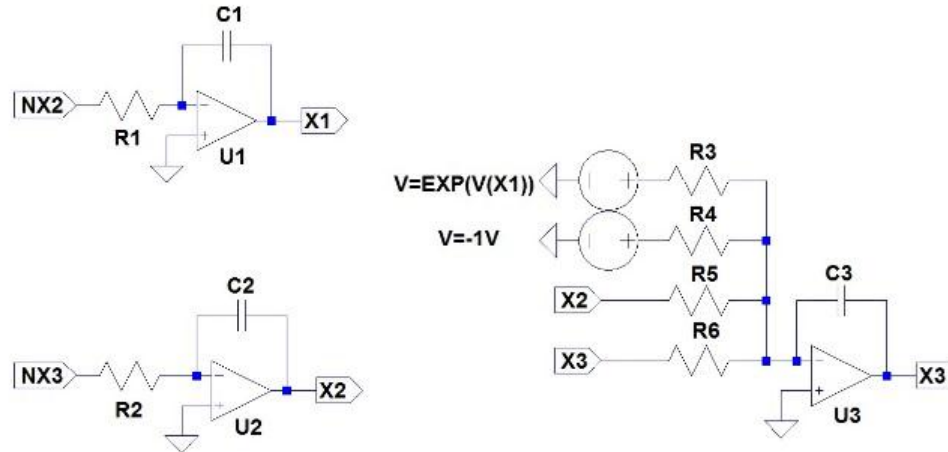 C1
NX2
R1
U1
X1
V=EXP(V(X1))
R3
V=-1V
R4
X2
R5
X3
R6
C3
U3
X3
C2
NX3
R2
U2
X2